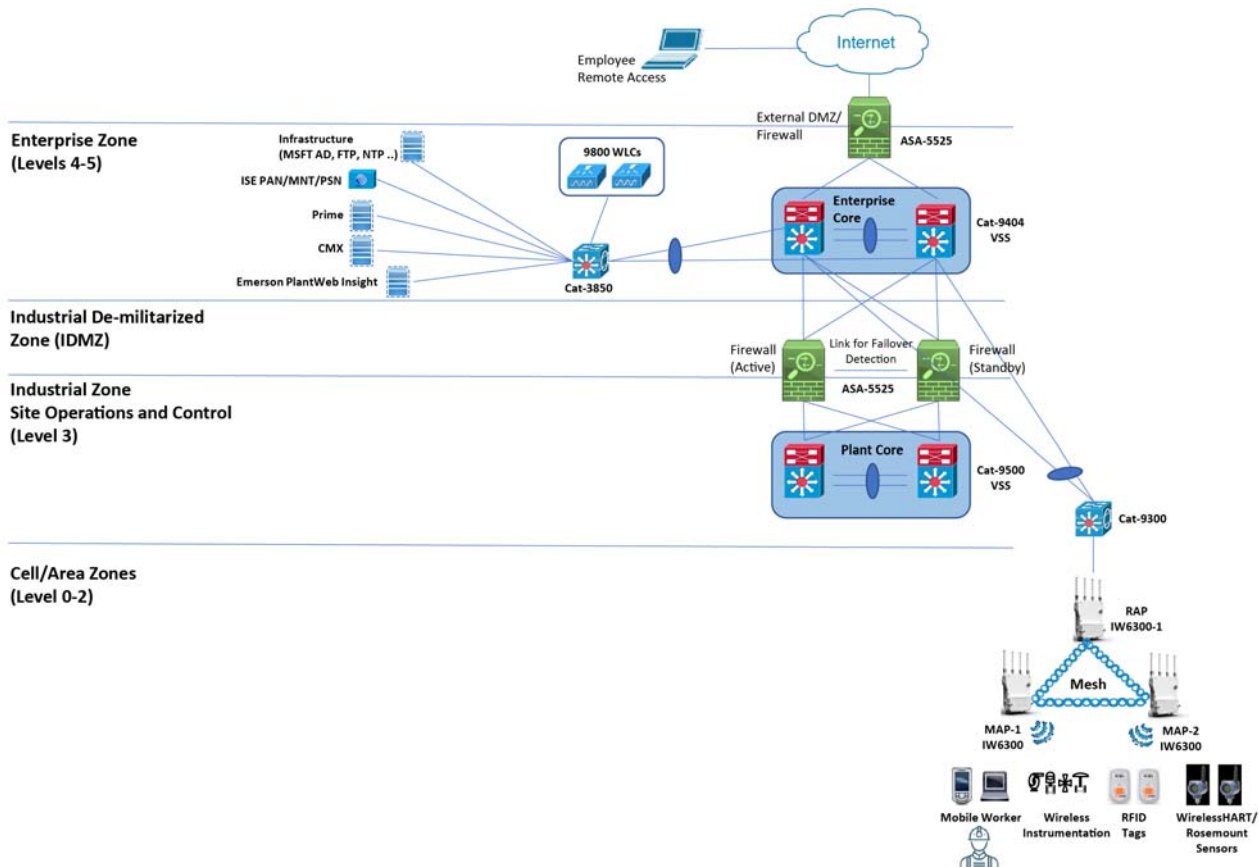 Internet
Employee
Remote Access
External DMZ/
Firewall
ASA-5525
Enterprise Zone
(Levels 4-5)
Infrastructure
(MSFT AD, FTP, NTP ..)
9800 WLCs
ISE PAN/MNT/PSN
Prime
CMX
Emerson PlantWeb Insight
Cat-3850
Enterprise
Core
Cat-9404
VSS
Industrial De-militarized
Zone (IDMZ)
Firewall
(Active)
Link for Failover
Detection
Firewall
(Standby)
ASA-5525
Industrial Zone
Site Operations and Control
(Level 3)
Plant Core
Cat-9500
VSS
Cat-9300
Cell/Area Zones
(Level 0-2)
RAP
IW6300-1
Mesh
MAP-1
IW6300
MAP-2
IW6300
Mobile Worker
Wireless
Instrumentation
RFID
Tags
WirelessHART/
Rosemount
Sensors